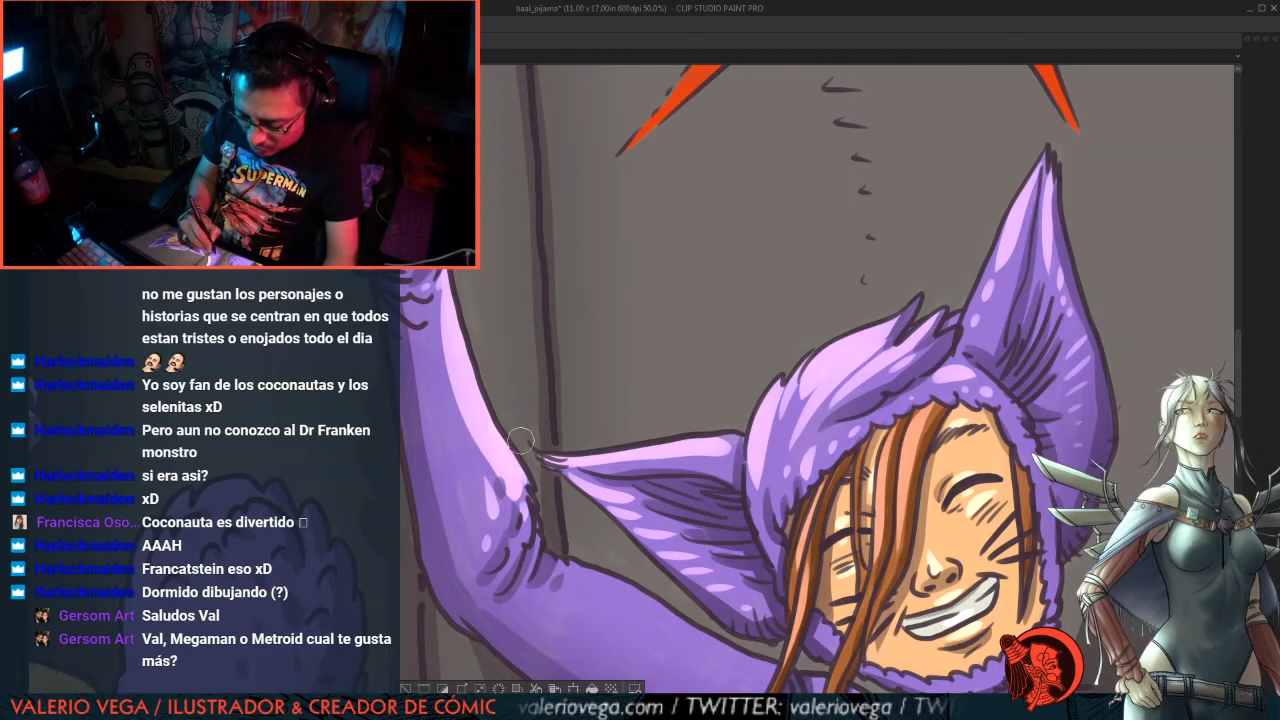 baal_pijama* (11.00 x 17.00in 600dpi 50.0%) - CLIP STUDIO PAINT PRO
SUPERMAN
no me gustan los personajes o
historias que se centran en que todos
estan tristes o enojados todo el dia
Harlockmaiden
Harlockmaiden Yo soy fan de los coconautas y los
selenitas xD
Harlockmaiden Pero aun no conozco al Dr Franken
monstro
Harlockmaiden si era asi?
Harlockmaiden xD
Francisca Oso... Coconauta es divertido
Harlockmaiden AAAH
Harlockmaiden Francatstein eso xD
Harlockmaiden Dormido dibujando (?)
Gersom Art Saludos Val
Gersom Art Val, Megaman o Metroid cual te gusta
más?
VALERIO VEGA / ILUSTRADOR & CREADOR DE CÓMIC valeriovega.com / TWITTER: valeriovega / TW